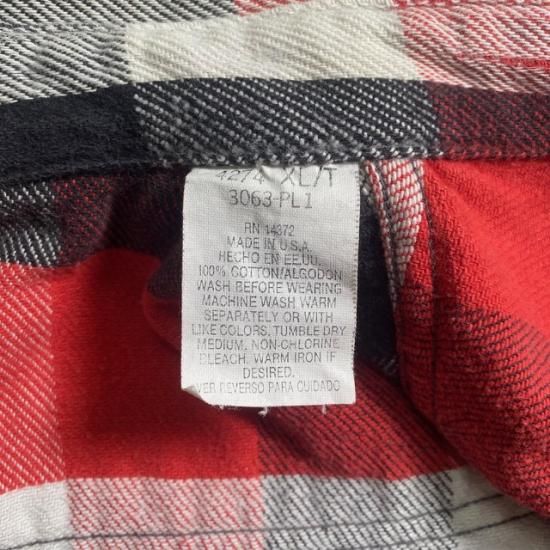 4274 XL/T
3063-PL1
RN 14372
MADE IN U.S.A.
HECHO EN EE.UU.
100% COTTON/ALGODON
WASH BEFORE WEARING
MACHINE WASH WARM
SEPARATELY OR WITH
LIKE COLORS. TUMBLE DRY
MEDIUM. NON-CHLORINE
BLEACH. WARM IRON IF
DESIRED.
VER REVERSO PARA CUIDADO